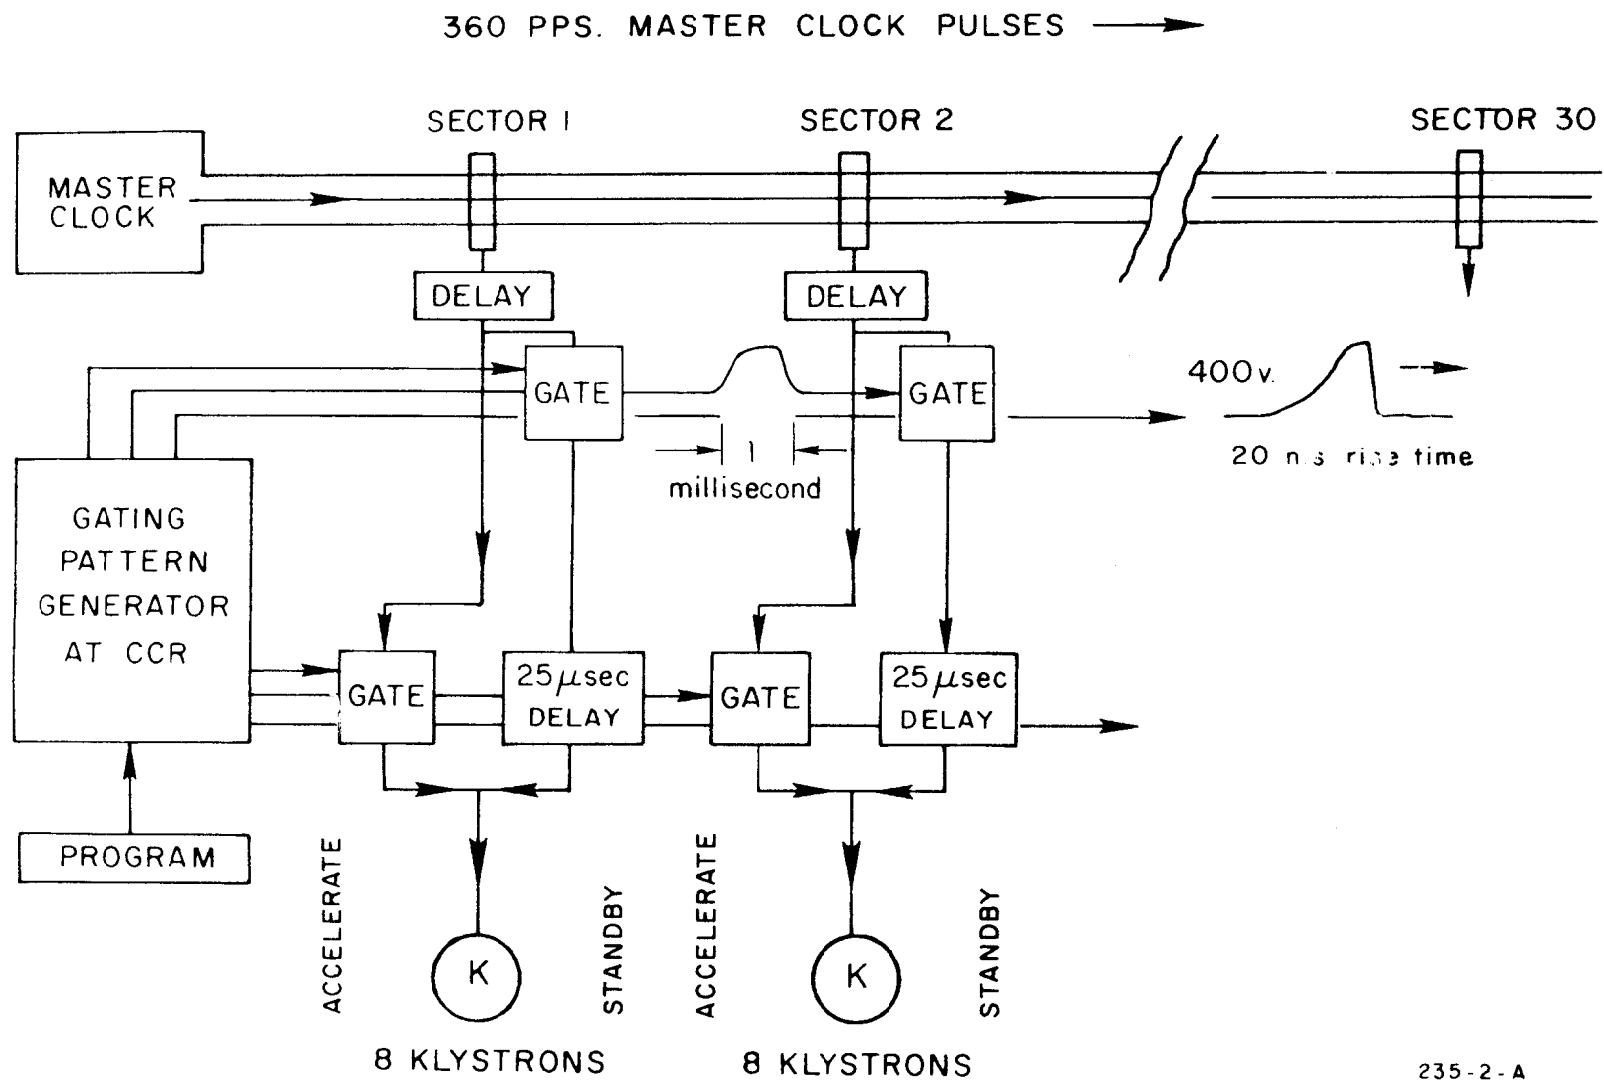 360 PPS. MASTER CLOCK PULSES
SECTOR 1
SECTOR 2
SECTOR 30
MASTER
CLOCK
DELAY
DELAY
GATE
GATE
400v.
1
millisecond
20 n.s rise time
GATING
PATTERN
GENERATOR
AT CCR
GATE
25μsec
DELAY
GATE
25μsec
DELAY
PROGRAM
ACCELERATE
STANDBY
ACCELERATE
STANDBY
K
K
8 KLYSTRONS
8 KLYSTRONS
235-2-A